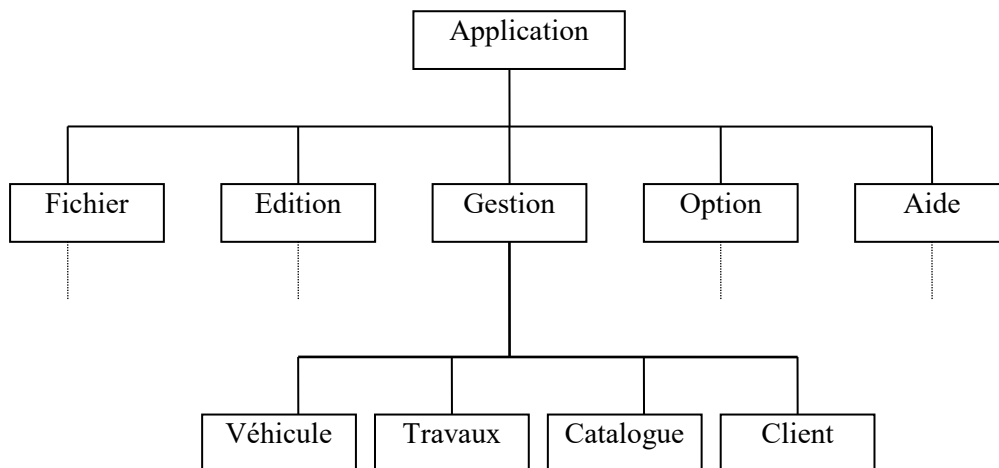 Application
Fichier
Edition
Gestion
Option
Aide
Véhicule
Travaux
Catalogue
Client